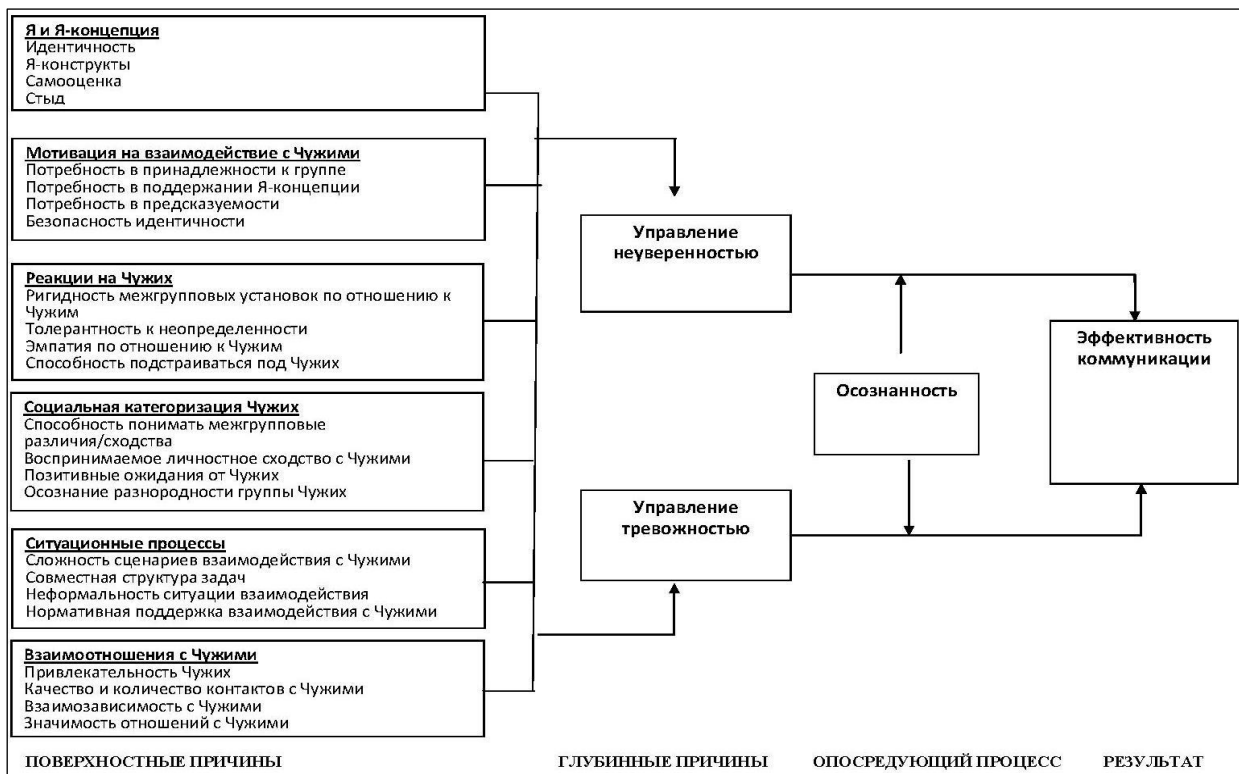 Я и Я-концепция
Идентичность
Я-конструкты
Самооценка
Стыд
Мотивация на взаимодействие с Чужими
Потребность в принадлежности к группе
Потребность в поддержании Я-концепции
Потребность в предсказуемости
Безопасность идентичности
Реакции на Чужих
Ригидность межгрупповых установок по отношению к
Чужим
Толерантность к неопределенности
Эмпатия по отношению к Чужим
Способность подстраиваться под Чужих
Социальная категоризация Чужих
Способность понимать межгрупповые
различия/сходства
Воспринимаемое личностное сходство с Чужими
Позитивные ожидания от Чужих
Осознание разнородности группы Чужих
Ситуационные процессы
Сложность сценариев взаимодействия с Чужими
Совместная структура задач
Неформальность ситуации взаимодействия
Нормативная поддержка взаимодействия с Чужими
Взаимоотношения с Чужими
Привлекательность Чужих
Качество и количество контактов с Чужими
Взаимозависимость с Чужими
Значимость отношений с Чужими
Управление
неуверенностью
Управление
тревожностью
Осознанность
Эффективность
коммуникации
ПОВЕРХНОСТНЫЕ ПРИЧИНЫ
ГЛУБИННЫЕ ПРИЧИНЫ
ОПОСРЕДУЮЩИЙ ПРОЦЕСС
РЕЗУЛЬТАТ